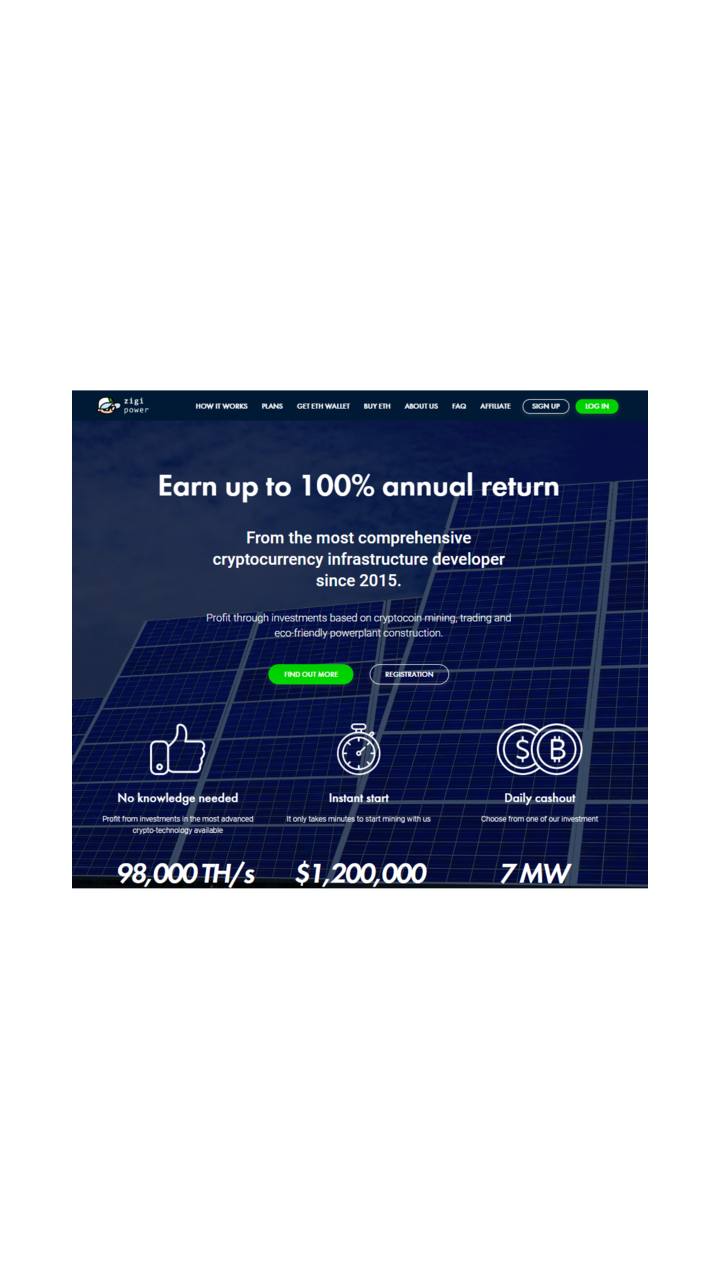 zigi
power
HOW IT WORKS PLANS GET ETH WALLET BUY ETH ABOUT US FAQ AFFILIATE SIGN UP LOG IN
Earn up to 100% annual return
From the most comprehensive
cryptocurrency infrastructure developer
since 2015.
Profit through investments based on cryptocoin mining, trading and
eco-friendly powerplant construction.
FIND OUT MORE REGISTRATION
No knowledge needed Instant start Daily cashout
Profit from investments in the most advanced It only takes minutes to start mining with us Choose from one of our investment
crypto-technology available
98,000 TH/s $1,200,000 7 MW